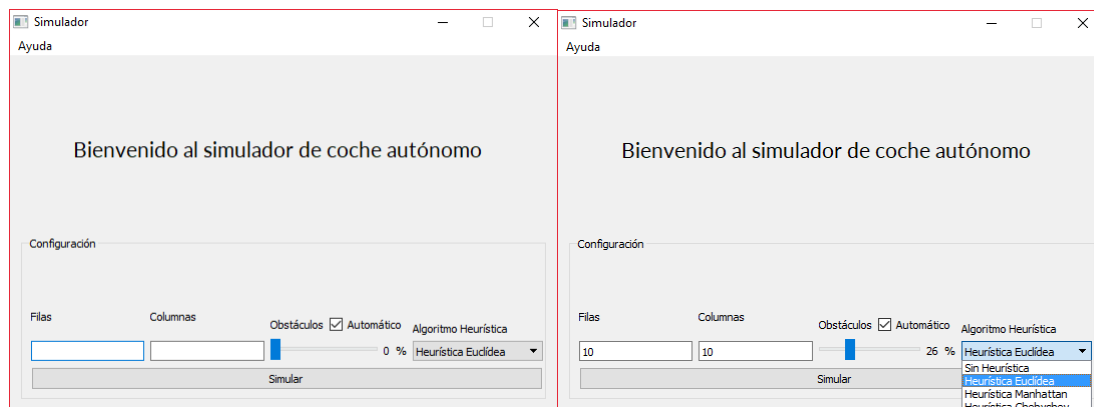 Simulador
Ayuda
Bienvenido al simulador de coche autónomo
Configuración
Filas
Columnas
Obstáculos
Automático
Algoritmo Heurística
0 %
Heurística Euclídea
Simular
Simulador
Ayuda
Bienvenido al simulador de coche autónomo
Configuración
Filas
Columnas
Obstáculos
Automático
Algoritmo Heurística
10
10
26 %
Heurística Euclídea
Simular
Sin Heurística
Heurística Euclídea
Heurística Manhattan
Heurística Chebychev